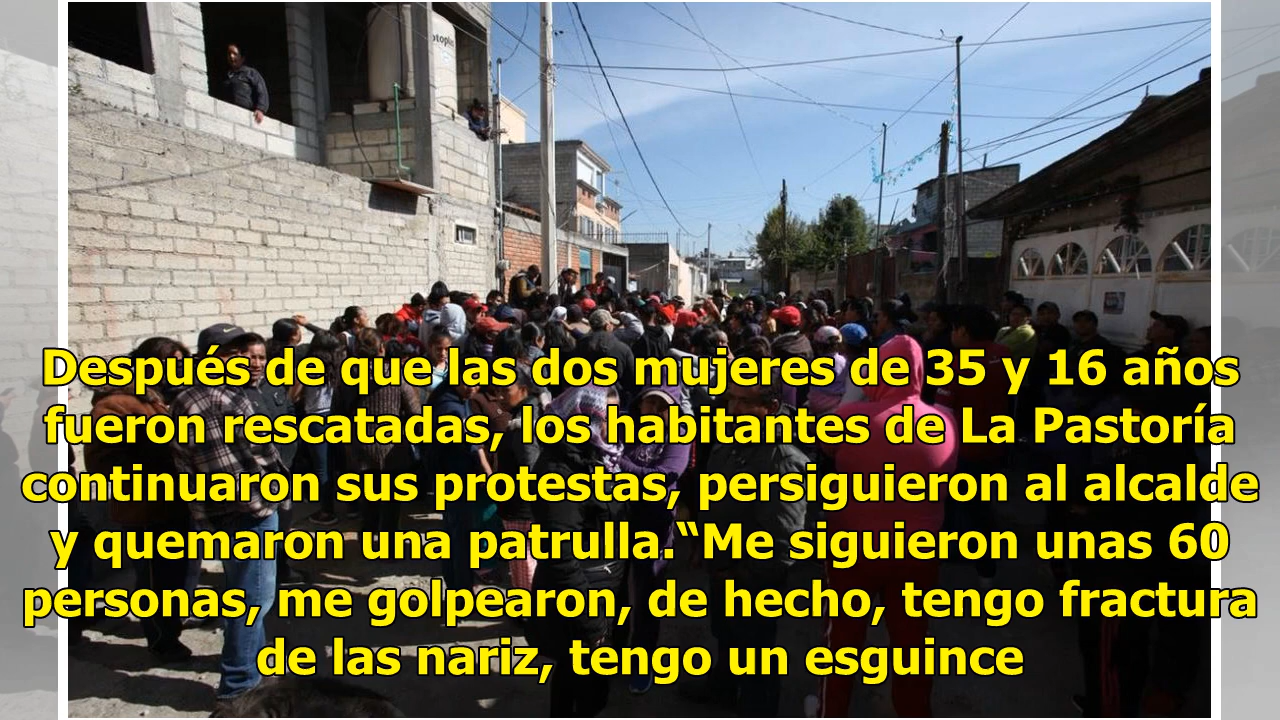 otopla
Después de que las dos mujeres de 35 y 16 años
fueron rescatadas, los habitantes de La Pastoría
continuaron sus protestas, persiguieron al alcalde
y quemaron una patrulla.“Me siguieron unas 60
personas, me golpearon, de hecho, tengo fractura
de las nariz, tengo un esguince